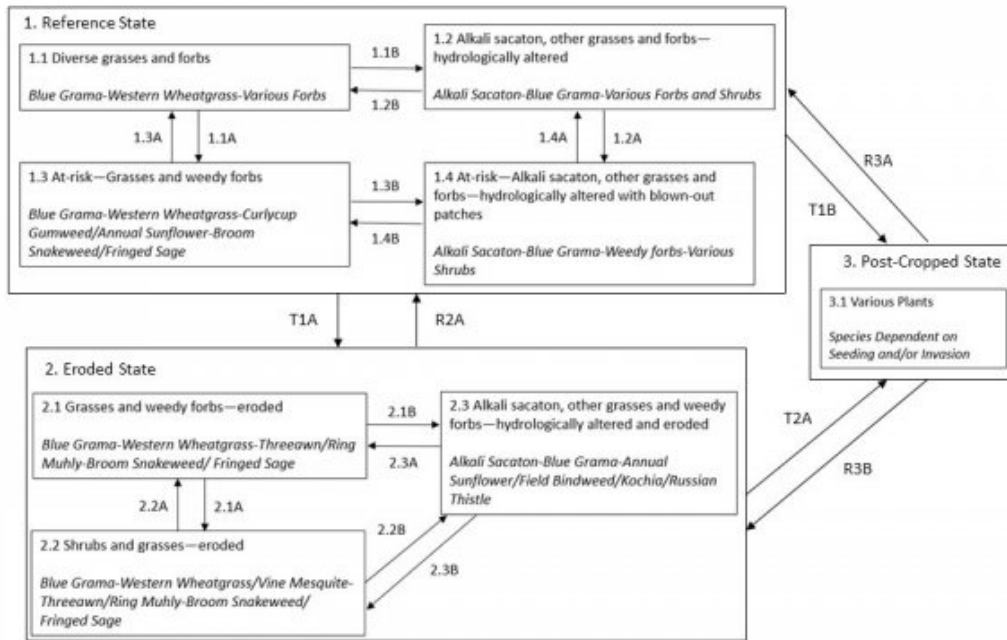 1. Reference State
1.1 Diverse grasses and forbs
Blue Grama-Western Wheatgrass-Various Forbs
1.1B
1.2B
1.2 Alkali sacaton, other grasses and forbs—
hydrologically altered
Alkali Sacaton-Blue Grama-Various Forbs and Shrubs
1.3A
1.1A
1.4A
1.2A
1.3 At-risk—Grasses and weedy forbs
Blue Grama-Western Wheatgrass-Curlycup
Gumweed/Annual Sunflower-Broom
Snakeweed/Fringed Sage
1.3B
1.4B
1.4 At-risk—Alkali sacaton, other grasses and
forbs—hydrologically altered with blown-out
patches
Alkali Sacaton-Blue Grama-Weedy forbs-Various
Shrubs
R3A
T1B
3. Post-Cropped State
3.1 Various Plants
Species Dependent on
Seeding and/or Invasion
T1A
R2A
2. Eroded State
2.1 Grasses and weedy forbs—eroded
Blue Grama-Western Wheatgrass-Threeawn/Ring
Muhly-Broom Snakeweed/ Fringed Sage
2.1B
2.3A
2.3 Alkali sacaton, other grasses and weedy
forbs—hydrologically altered and eroded
Alkali Sacaton-Blue Grama-Annual
Sunflower/Field Bindweed/Kochia/Russian
Thistle
T2A
R3B
2.2A
2.1A
2.2B
2.3B
2.2 Shrubs and grasses—eroded
Blue Grama-Western Wheatgrass/Vine Mesquite-
Threeawn/Ring Muhly-Broom Snakeweed/
Fringed Sage